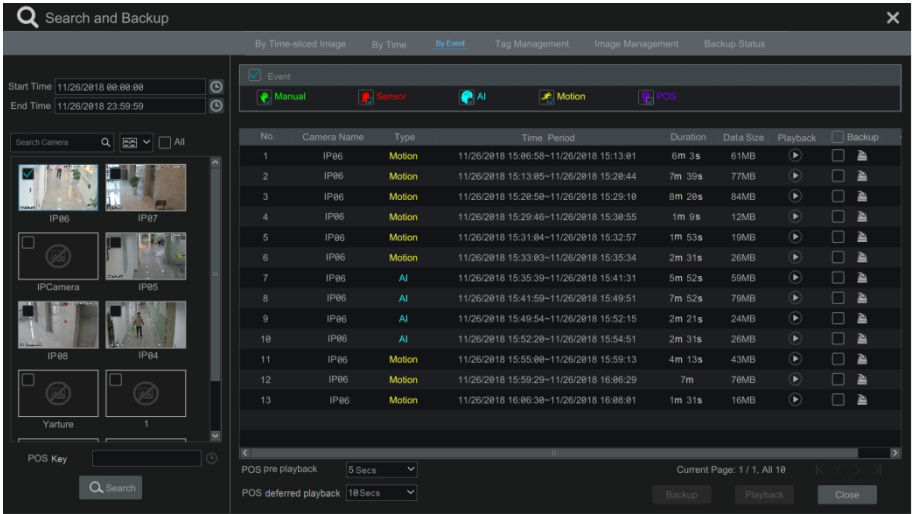 Search and Backup
By Time-sliced Image By Time By Event Tag Management Image Management Backup Status
Start Time 11/26/2018 00:00:00
End Time 11/26/2018 23:59:59
Search Camera All
IP06 IP07
IPCamera IP05
IP08 IP04
Yarture 1
POS Key
Search
Event
Manual Sensor AI Motion POS
No. Camera Name Type Time Period Duration Data Size Playback Backup
1 IP06 Motion 11/26/2018 15:06:58~11/26/2018 15:13:01 6m 3s 61MB
2 IP06 Motion 11/26/2018 15:13:05~11/26/2018 15:20:44 7m 39s 77MB
3 IP06 Motion 11/26/2018 15:20:50~11/26/2018 15:29:10 8m 20s 84MB
4 IP06 Motion 11/26/2018 15:29:46~11/26/2018 15:30:55 1m 9s 12MB
5 IP06 Motion 11/26/2018 15:31:04~11/26/2018 15:32:57 1m 53s 19MB
6 IP06 Motion 11/26/2018 15:33:03~11/26/2018 15:35:34 2m 31s 26MB
7 IP06 AI 11/26/2018 15:35:39~11/26/2018 15:41:31 5m 52s 59MB
8 IP06 AI 11/26/2018 15:41:59~11/26/2018 15:49:51 7m 52s 79MB
9 IP06 AI 11/26/2018 15:49:54~11/26/2018 15:52:15 2m 21s 24MB
10 IP06 AI 11/26/2018 15:52:20~11/26/2018 15:54:51 2m 31s 26MB
11 IP06 Motion 11/26/2018 15:55:00~11/26/2018 15:59:13 4m 13s 43MB
12 IP06 Motion 11/26/2018 15:59:29~11/26/2018 16:06:29 7m 70MB
13 IP06 Motion 11/26/2018 16:06:30~11/26/2018 16:08:01 1m 31s 16MB
POS pre playback 5 Secs
Current Page: 1 / 1, All 10
POS deferred playback 10Secs
Backup Playback Close